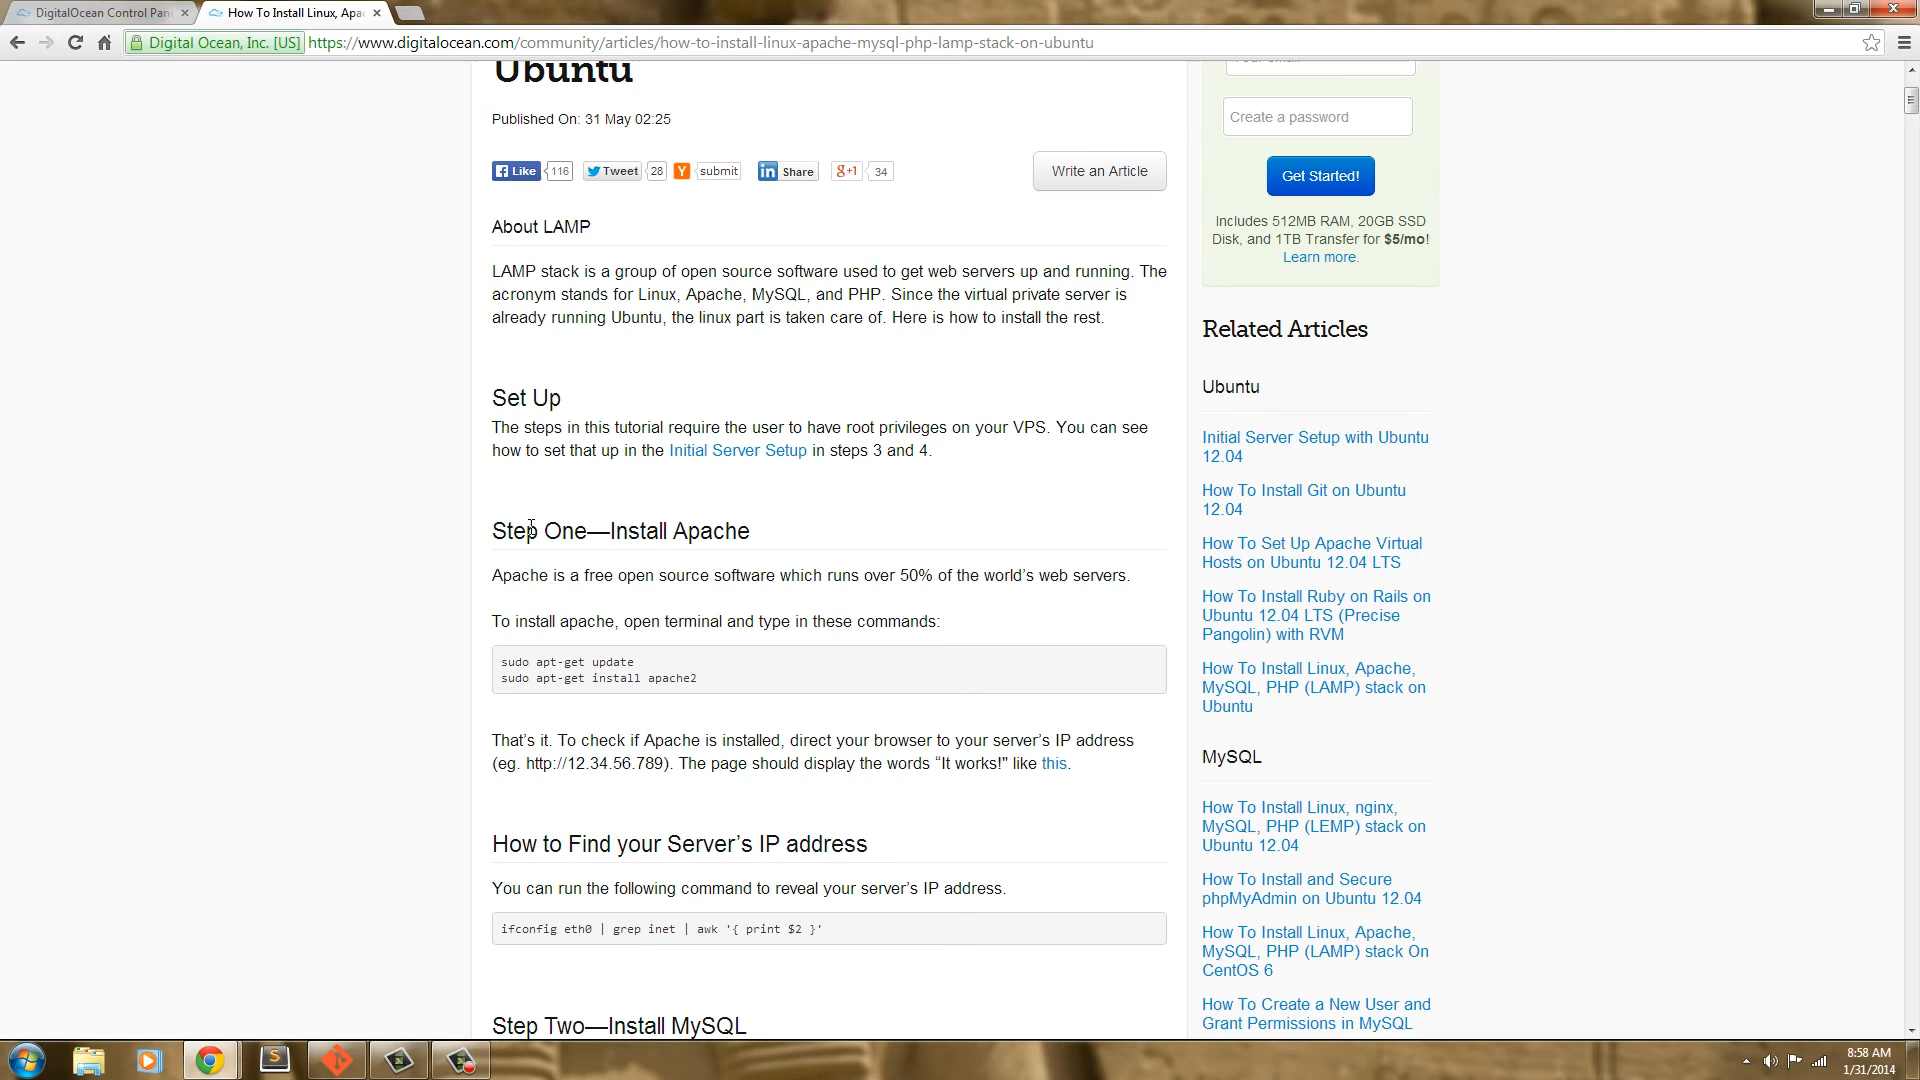 DigitalOcean Control Pan
How To Install Linux, Apa
Digital Ocean, Inc. [US]
https://www.digitalocean.com/community/articles/how-to-install-linux-apache-mysql-php-lamp-stack-on-ubuntu
Ubuntu
Published On: 31 May 02:25
Like 116 Tweet 28 Y submit in Share g+1 34
Write an Article
About LAMP
LAMP stack is a group of open source software used to get web servers up and running. The
acronym stands for Linux, Apache, MySQL, and PHP. Since the virtual private server is
already running Ubuntu, the linux part is taken care of. Here is how to install the rest.
Set Up
The steps in this tutorial require the user to have root privileges on your VPS. You can see
how to set that up in the Initial Server Setup in steps 3 and 4.
Step One—Install Apache
Apache is a free open source software which runs over 50% of the world’s web servers.
To install apache, open terminal and type in these commands:
sudo apt-get update
sudo apt-get install apache2
That’s it. To check if Apache is installed, direct your browser to your server’s IP address
(eg. http://12.34.56.789). The page should display the words “It works!" like this.
How to Find your Server’s IP address
You can run the following command to reveal your server’s IP address.
ifconfig eth0 | grep inet | awk '{ print $2 }'
Step Two—Install MySQL
Create a password
Get Started!
Includes 512MB RAM, 20GB SSD
Disk, and 1TB Transfer for $5/mo!
Learn more.
Related Articles
Ubuntu
Initial Server Setup with Ubuntu
12.04
How To Install Git on Ubuntu
12.04
How To Set Up Apache Virtual
Hosts on Ubuntu 12.04 LTS
How To Install Ruby on Rails on
Ubuntu 12.04 LTS (Precise
Pangolin) with RVM
How To Install Linux, Apache,
MySQL, PHP (LAMP) stack on
Ubuntu
MySQL
How To Install Linux, nginx,
MySQL, PHP (LEMP) stack on
Ubuntu 12.04
How To Install and Secure
phpMyAdmin on Ubuntu 12.04
How To Install Linux, Apache,
MySQL, PHP (LAMP) stack On
CentOS 6
How To Create a New User and
Grant Permissions in MySQL
8:58 AM
1/31/2014